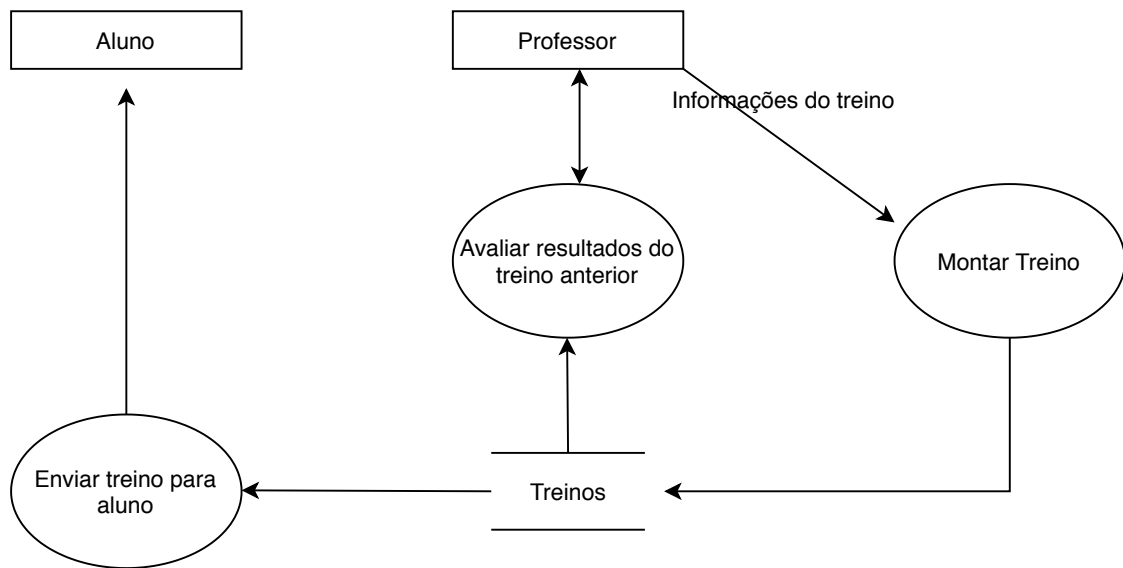 Aluno
Professor
Informações do treino
Avaliar resultados do
treino anterior
Montar Treino
Enviar treino para
aluno
Treinos